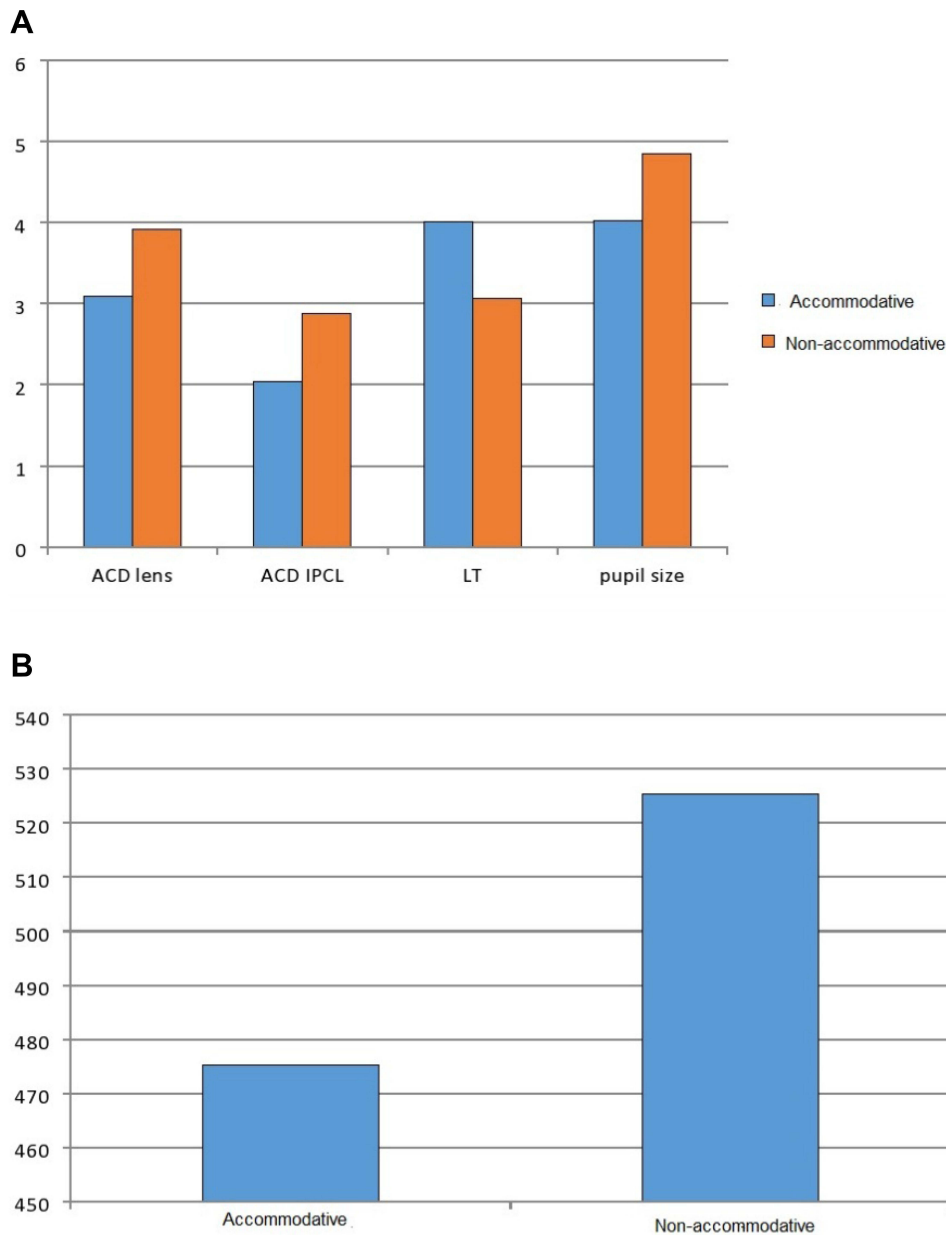 A
6
5
4
3
2
1
0
ACD lens ACD IPCL LT pupil size
Accommodative
Non-accommodative
B
540
530
520
510
500
490
480
470
460
450
Accommodative
Non-accommodative